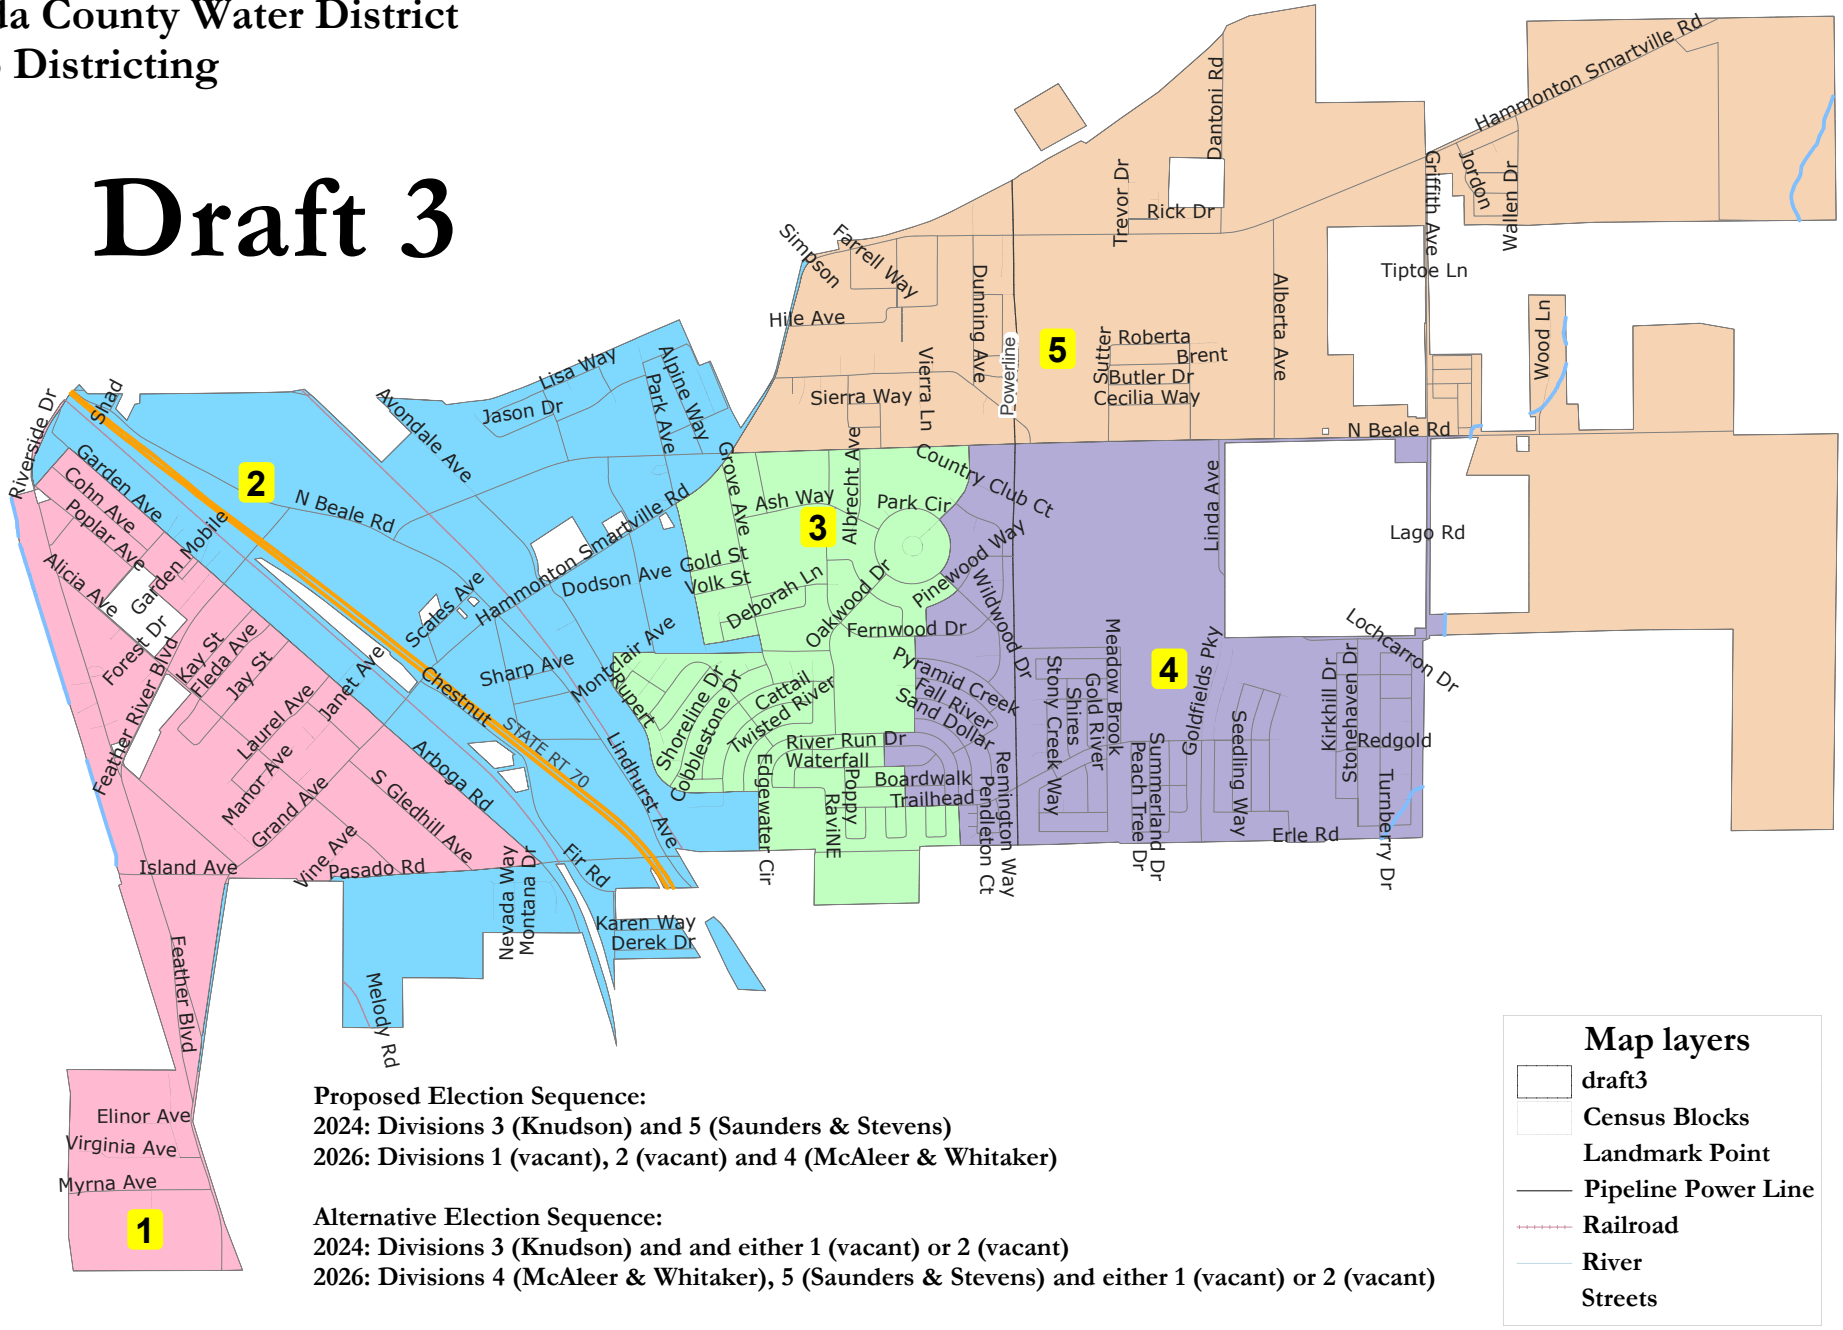 da County Water District
Districting
Draft 3
Hammonton Smartville Rd
Dantoni Rd
Griffith Ave
Jordon
Wallen Dr
Trevor Dr
Rick Dr
Simpson
Farrell Way
Tiptoe Ln
Dunning Ave
Alberta Ave
Hile Ave
Wood Ln
Powerline
5
Sutter
Roberta
Brent
Butler Dr
Cecilia Way
Vierra Ln
Sierra Way
N Beale Rd
Lisa Way
Alpine Way
Park Ave
Jason Dr
Avondale Ave
Shad
Riverside Dr
Garden Ave
Cohn Ave
Poplar Ave
2
N Beale Rd
Grove Ave
Ash Way
Albrecht Ave
Country Club Ct
Park Cir
3
Linda Ave
Lago Rd
Mobile
Garden
Alicia Ave
Hammonton Smartville Rd
Gold St
Volk St
Dodson Ave
Deborah Ln
Pinewood Way
Wildwood Dr
Oakwood Dr
Fernwood Dr
Scales Ave
Forest Dr
Kay St
Fleda Ave
Jay St
Feather River Blvd
Laurel Ave
Janet Ave
Sharp Ave
Montclair Ave
Rupert
Chestnut
STATE RT 70
Shoreline Dr
Cobblestone Dr
Cattail
Twisted River
Pyramid Creek
Fall River
Sand Dollar
River Run Dr
Waterfall
Boardwalk
Trailhead
Poppy
RaviNE
Edgewater Cir
Meadow Brook
Gold River
Shires
Stony Creek Way
4
Goldfields Pky
Lochcarron Dr
Kirkhill Dr
Stonehaven Dr
Redgold
Seedling Way
Summerland Dr
Peach Tree Dr
Remington Way
Pendleton Ct
Turnberry Dr
Erle Rd
Manor Ave
Grand Ave
Arboga Rd
S Gledhill Ave
Lindhurst Ave
Vine Ave
Island Ave
Pasado Rd
Nevada Way
Montana Dr
Fir Rd
Karen Way
Derek Dr
Feather Blvd
Melody Rd
Elinor Ave
Virginia Ave
Myrna Ave
1
Proposed Election Sequence:
2024: Divisions 3 (Knudson) and 5 (Saunders & Stevens)
2026: Divisions 1 (vacant), 2 (vacant) and 4 (McAleer & Whitaker)
Alternative Election Sequence:
2024: Divisions 3 (Knudson) and and either 1 (vacant) or 2 (vacant)
2026: Divisions 4 (McAleer & Whitaker), 5 (Saunders & Stevens) and either 1 (vacant) or 2 (vacant)
Map layers
draft3
Census Blocks
Landmark Point
Pipeline Power Line
Railroad
River
Streets